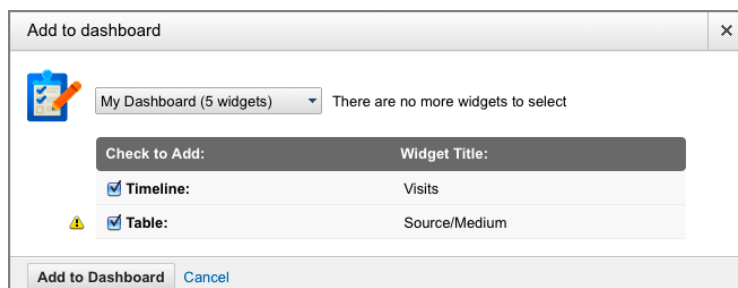 Add to dashboard
My Dashboard (5 widgets) There are no more widgets to select
Check to Add: Widget Title:
Timeline: Visits
Table: Source/Medium
Add to Dashboard Cancel